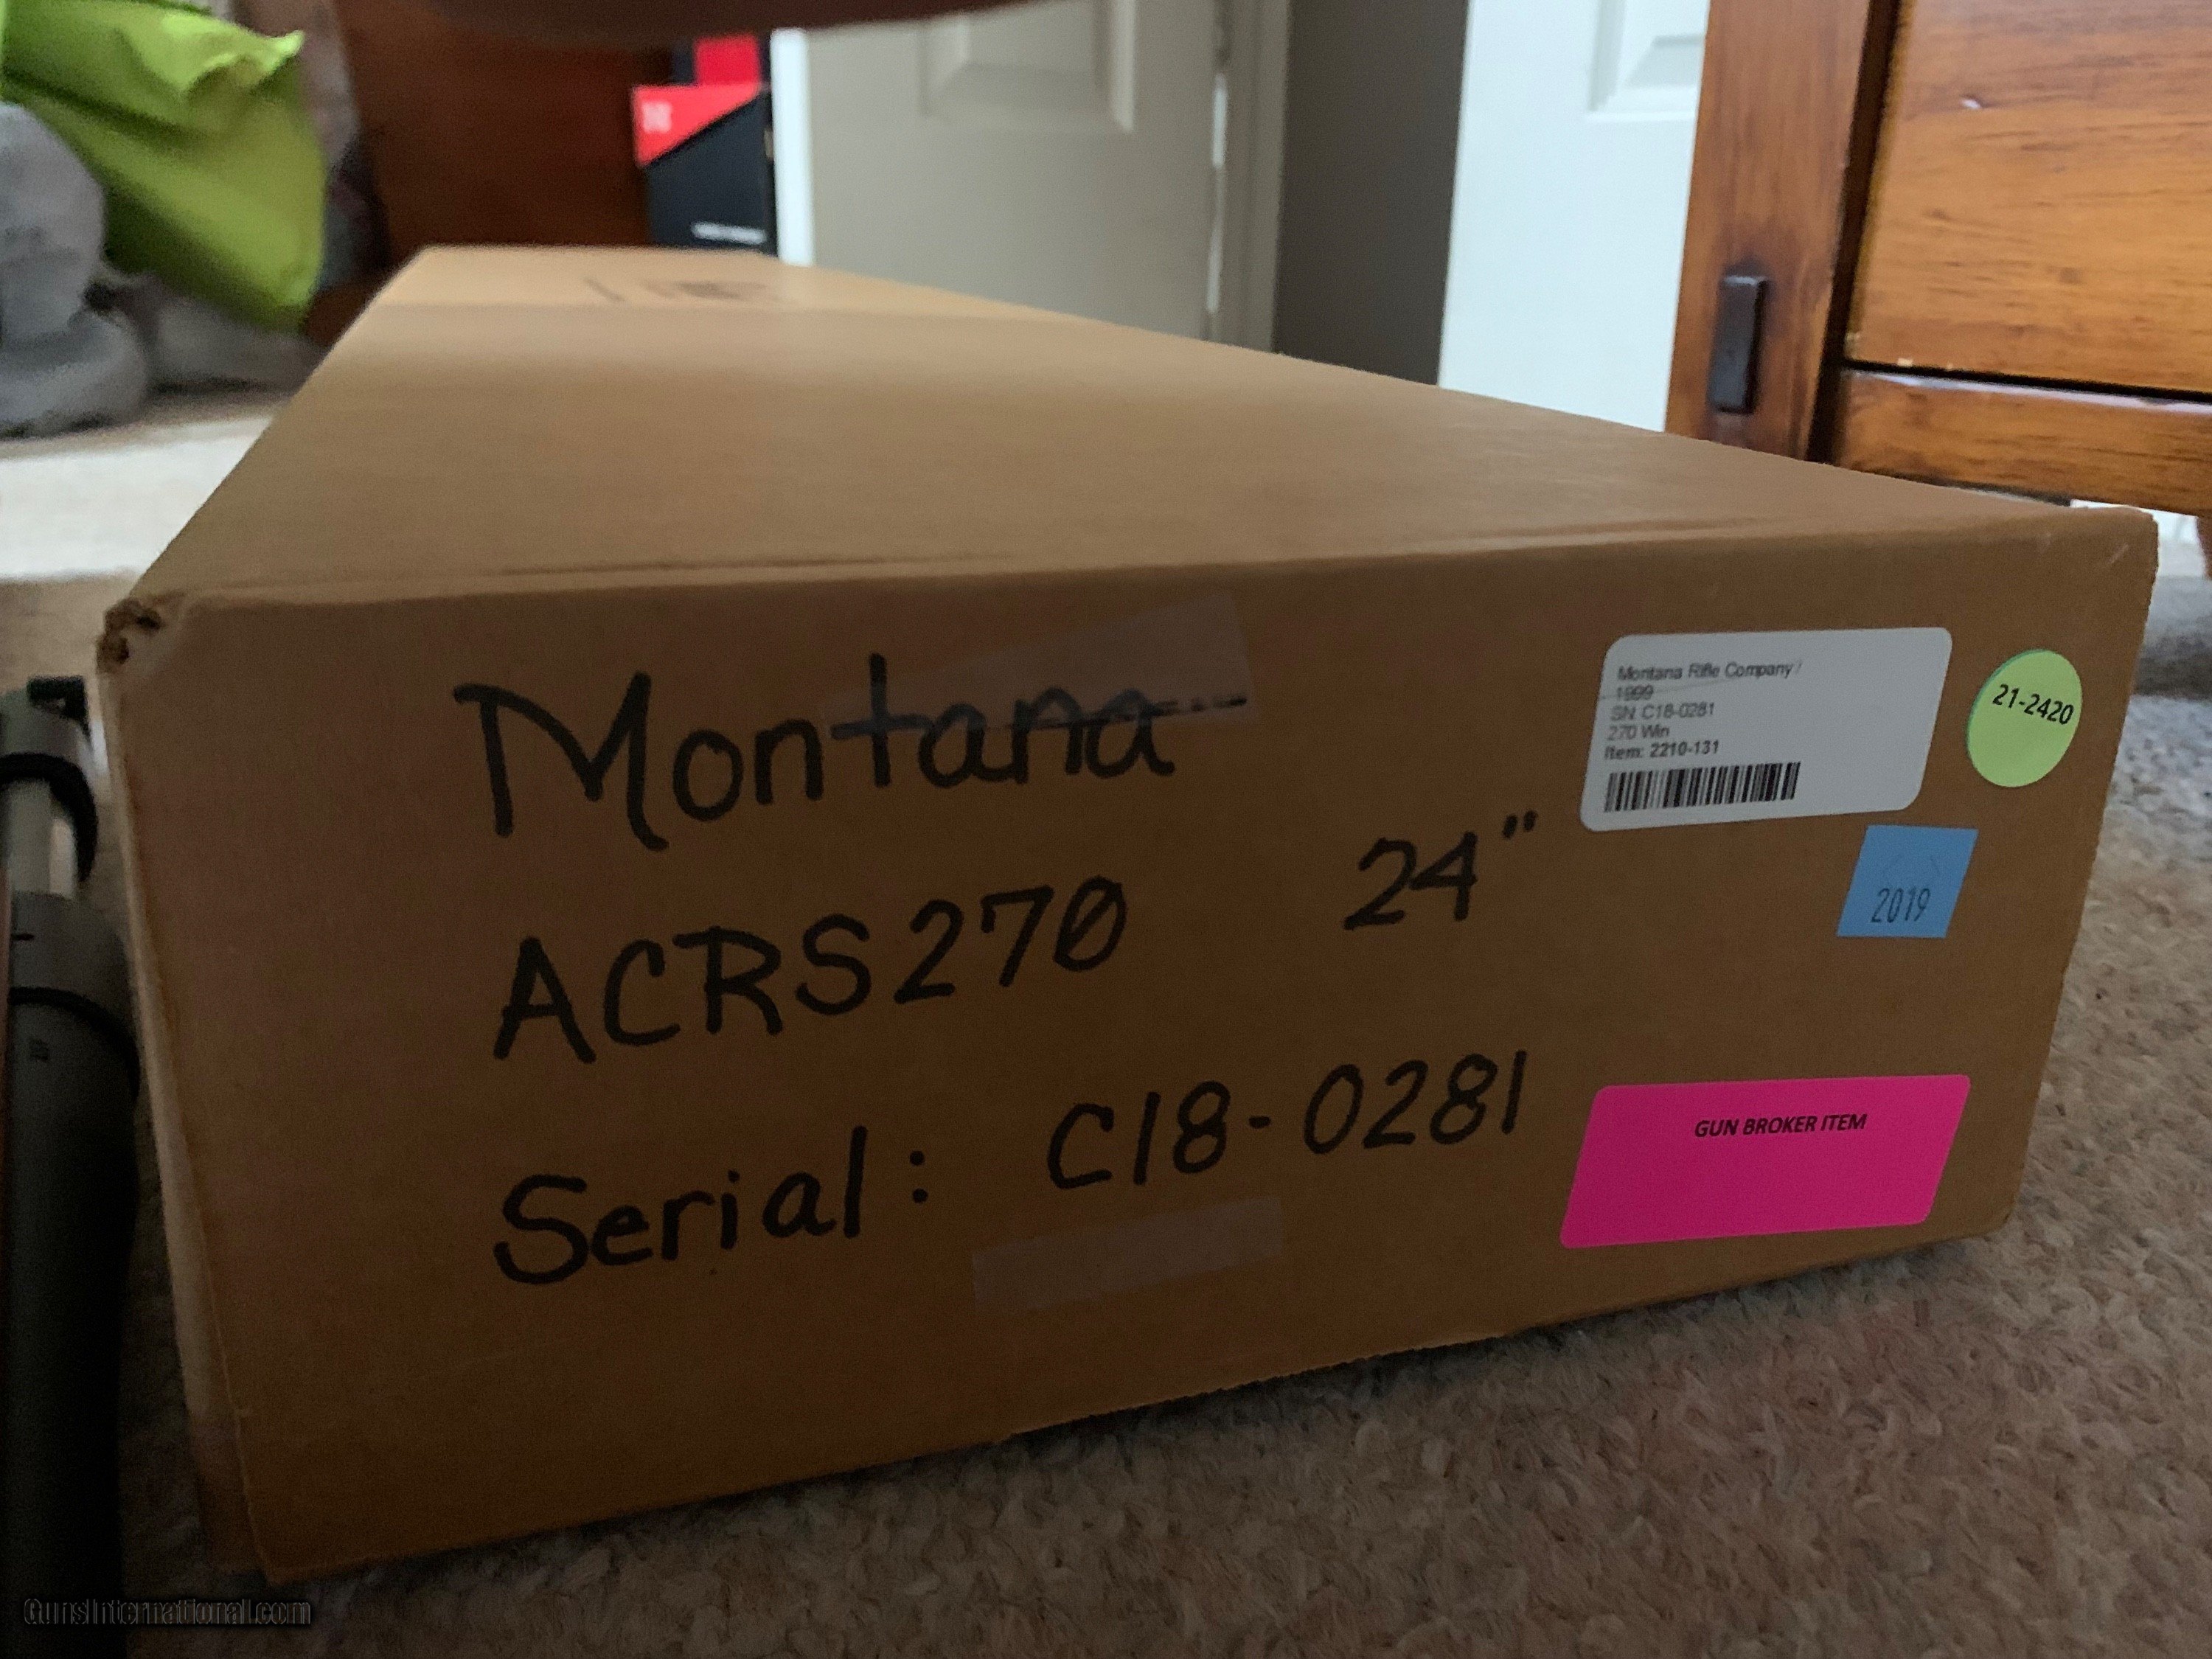 Montana
ACRS270 24"
Serial: C18-0281
Montana Rifle Company /
1999
SN: C18-0281
270 Win
Item: 2210-131
21-2420
2019
GUN BROKER ITEM
GunsInternational.com